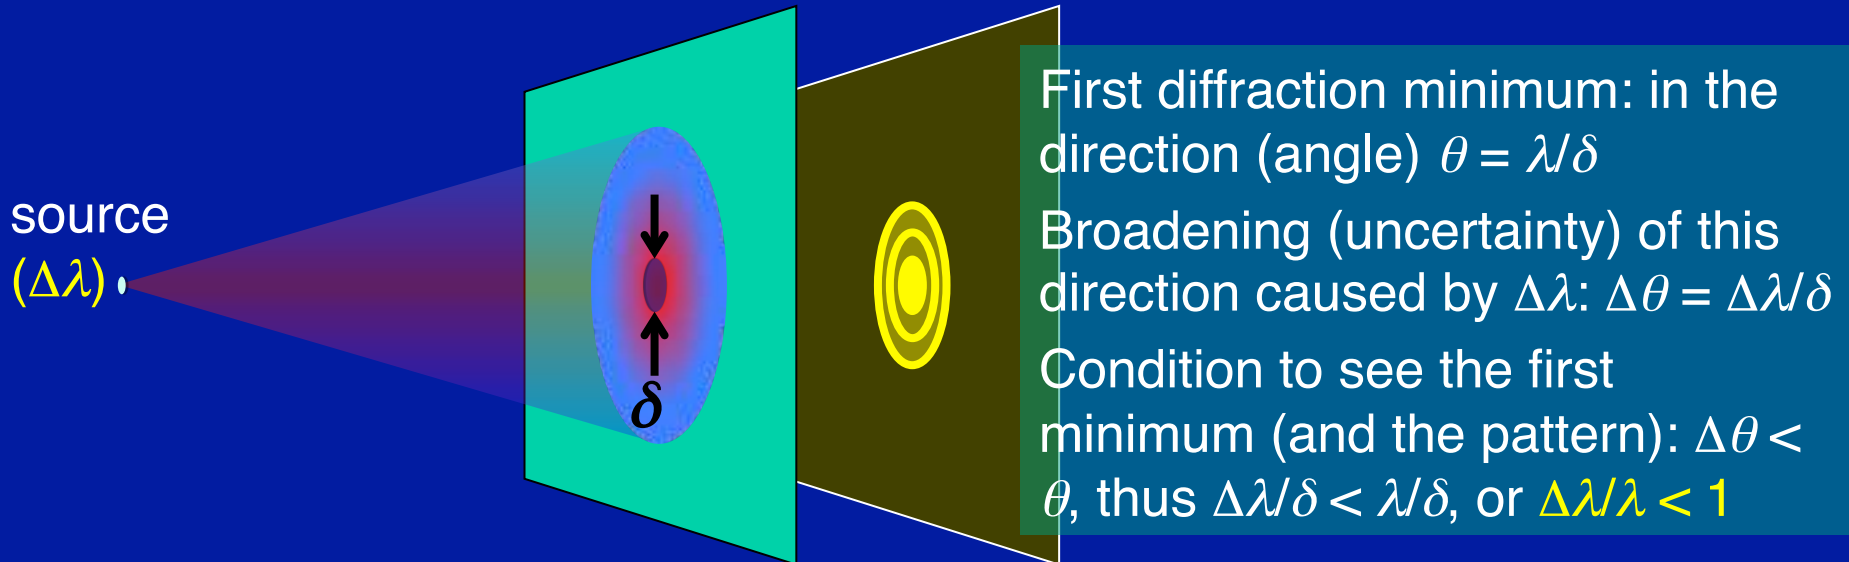 source
(Δλ)
δ
First diffraction minimum: in the
direction (angle) θ = λ/δ
Broadening (uncertainty) of this
direction caused by Δλ: Δθ = Δλ/δ
Condition to see the first
minimum (and the pattern): Δθ <
θ, thus Δλ/δ < λ/δ, or Δλ/λ < 1